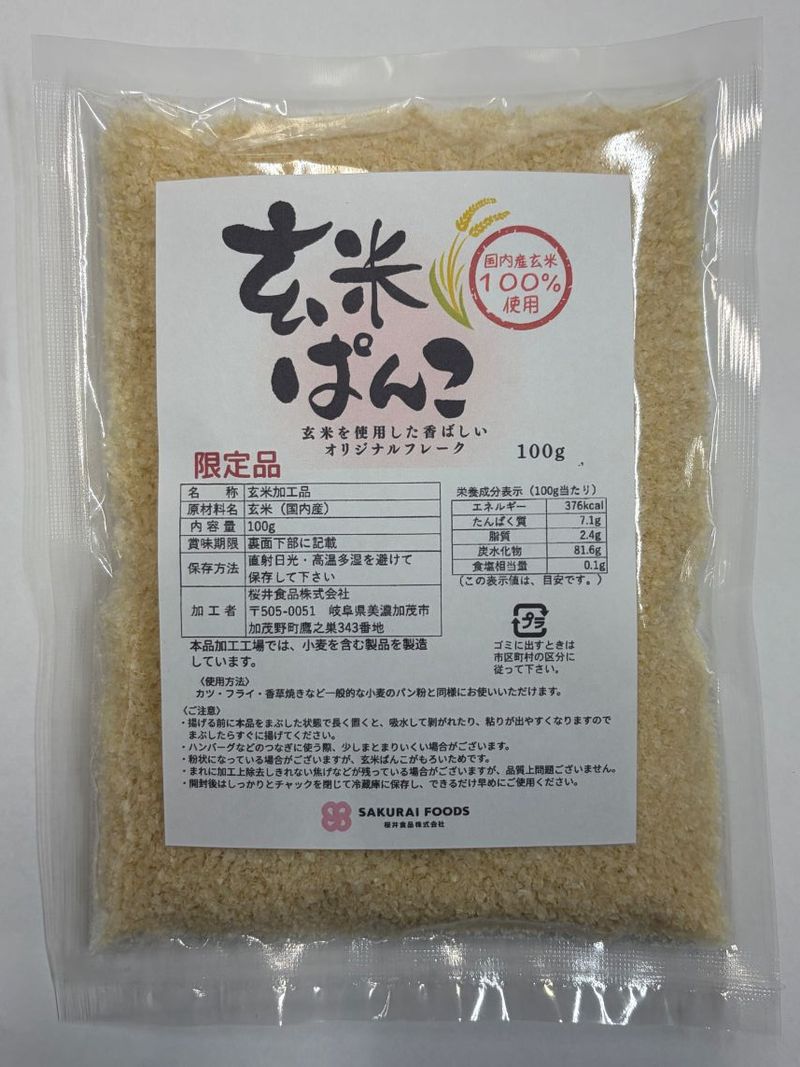 玄米
ぱんこ
国内産玄米
100%
使用
玄米を使用した香ばしい
オリジナルフレーク
100g
限定品
名 称 玄米加工品
原材料名 玄米（国内産）
内容量 100g
賞味期限 裏面下部に記載
保存方法 直射日光・高温多湿を避けて
保存して下さい
加工者 桜井食品株式会社
〒505-0051 岐阜県美濃加茂市
加茂野町鷹之巣343番地
本品加工工場では、小麦を含む製品を製造
しています。
栄養成分表示（100g当たり）
エネルギー 376kcal
たんぱく質 7.1g
脂質 2.4g
炭水化物 81.6g
食塩相当量 0.1g
（この表示値は、目安です。）
プラ
ゴミに出すときは
市区町村の区分に
従って下さい。
〈使用方法〉
カツ・フライ・香草焼きなど一般的な小麦のパン粉と同様にお使いいただけます。
〈ご注意〉
・揚げる前に本品をまぶした状態で長く置くと、吸水して剥がれたり、粘りが出やすくなりますので
まぶしたらすぐに揚げてください。
・ハンバーグなどのつなぎに使う際、少しまとまりいくい場合がございます。
・粉状になっている場合がございますが、玄米ぱんこがもろいためです。
・まれに加工上除去しきれない焦げなどが残っている場合がございますが、品質上問題ございません。
・開封後はしっかりとチャックを閉じて冷蔵庫に保存し、できるだけ早めにご使用ください。
SAKURAI FOODS
桜井食品株式会社